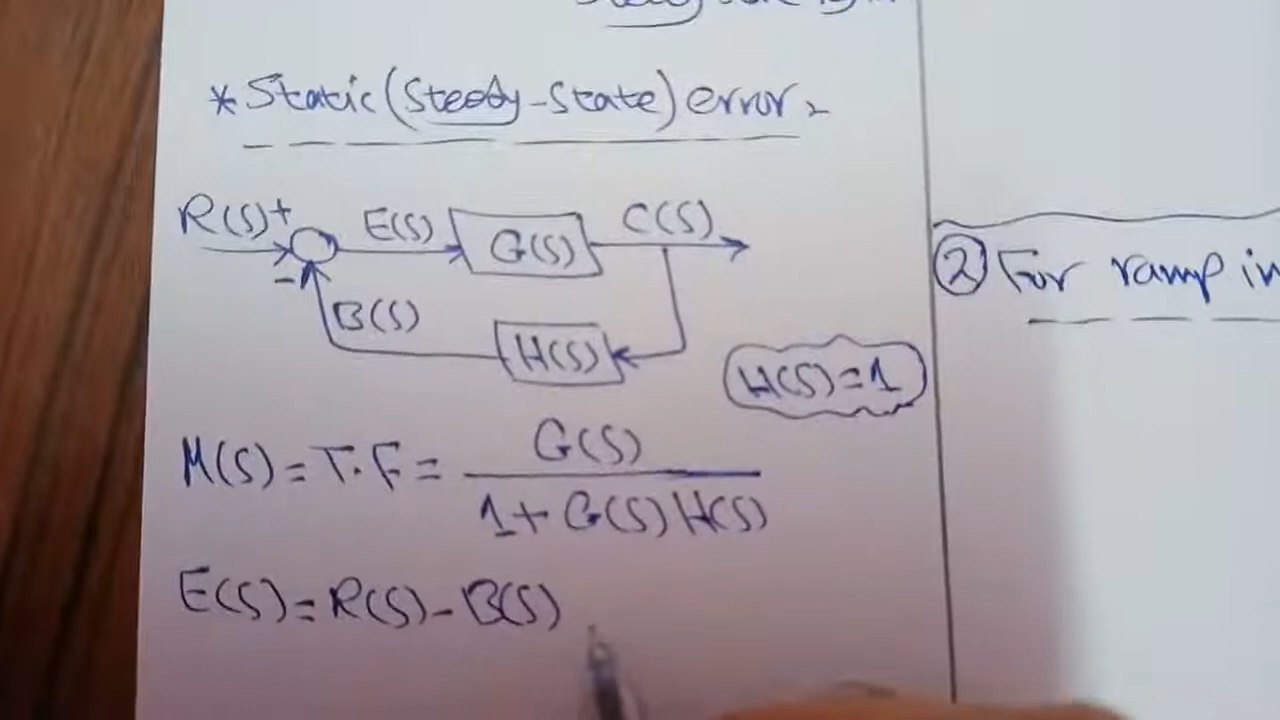 * Static (Steady-State) error :-
R(S) + E(S) G(S) C(S)
-
B(S) H(S)
H(S) = 1
M(S) = T.F = G(S) / 1 + G(S) H(S)
E(S) = R(S) - B(S)
② For ramp in